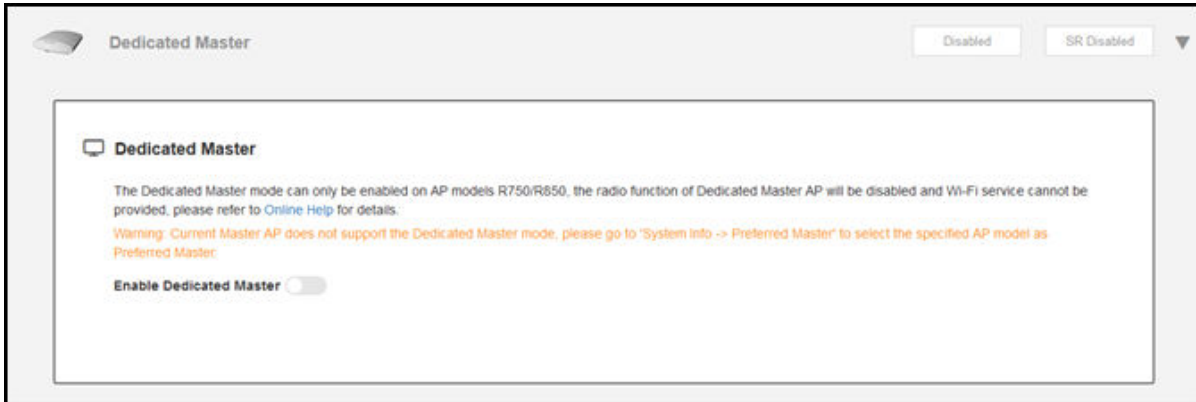 Dedicated Master
Disabled
SR Disabled
Dedicated Master
The Dedicated Master mode can only be enabled on AP models R750/R850, the radio function of Dedicated Master AP will be disabled and Wi-Fi service cannot be
provided, please refer to Online Help for details.
Warning: Current Master AP does not support the Dedicated Master mode, please go to 'System Info -> Preferred Master' to select the specified AP model as
Preferred Master.
Enable Dedicated Master